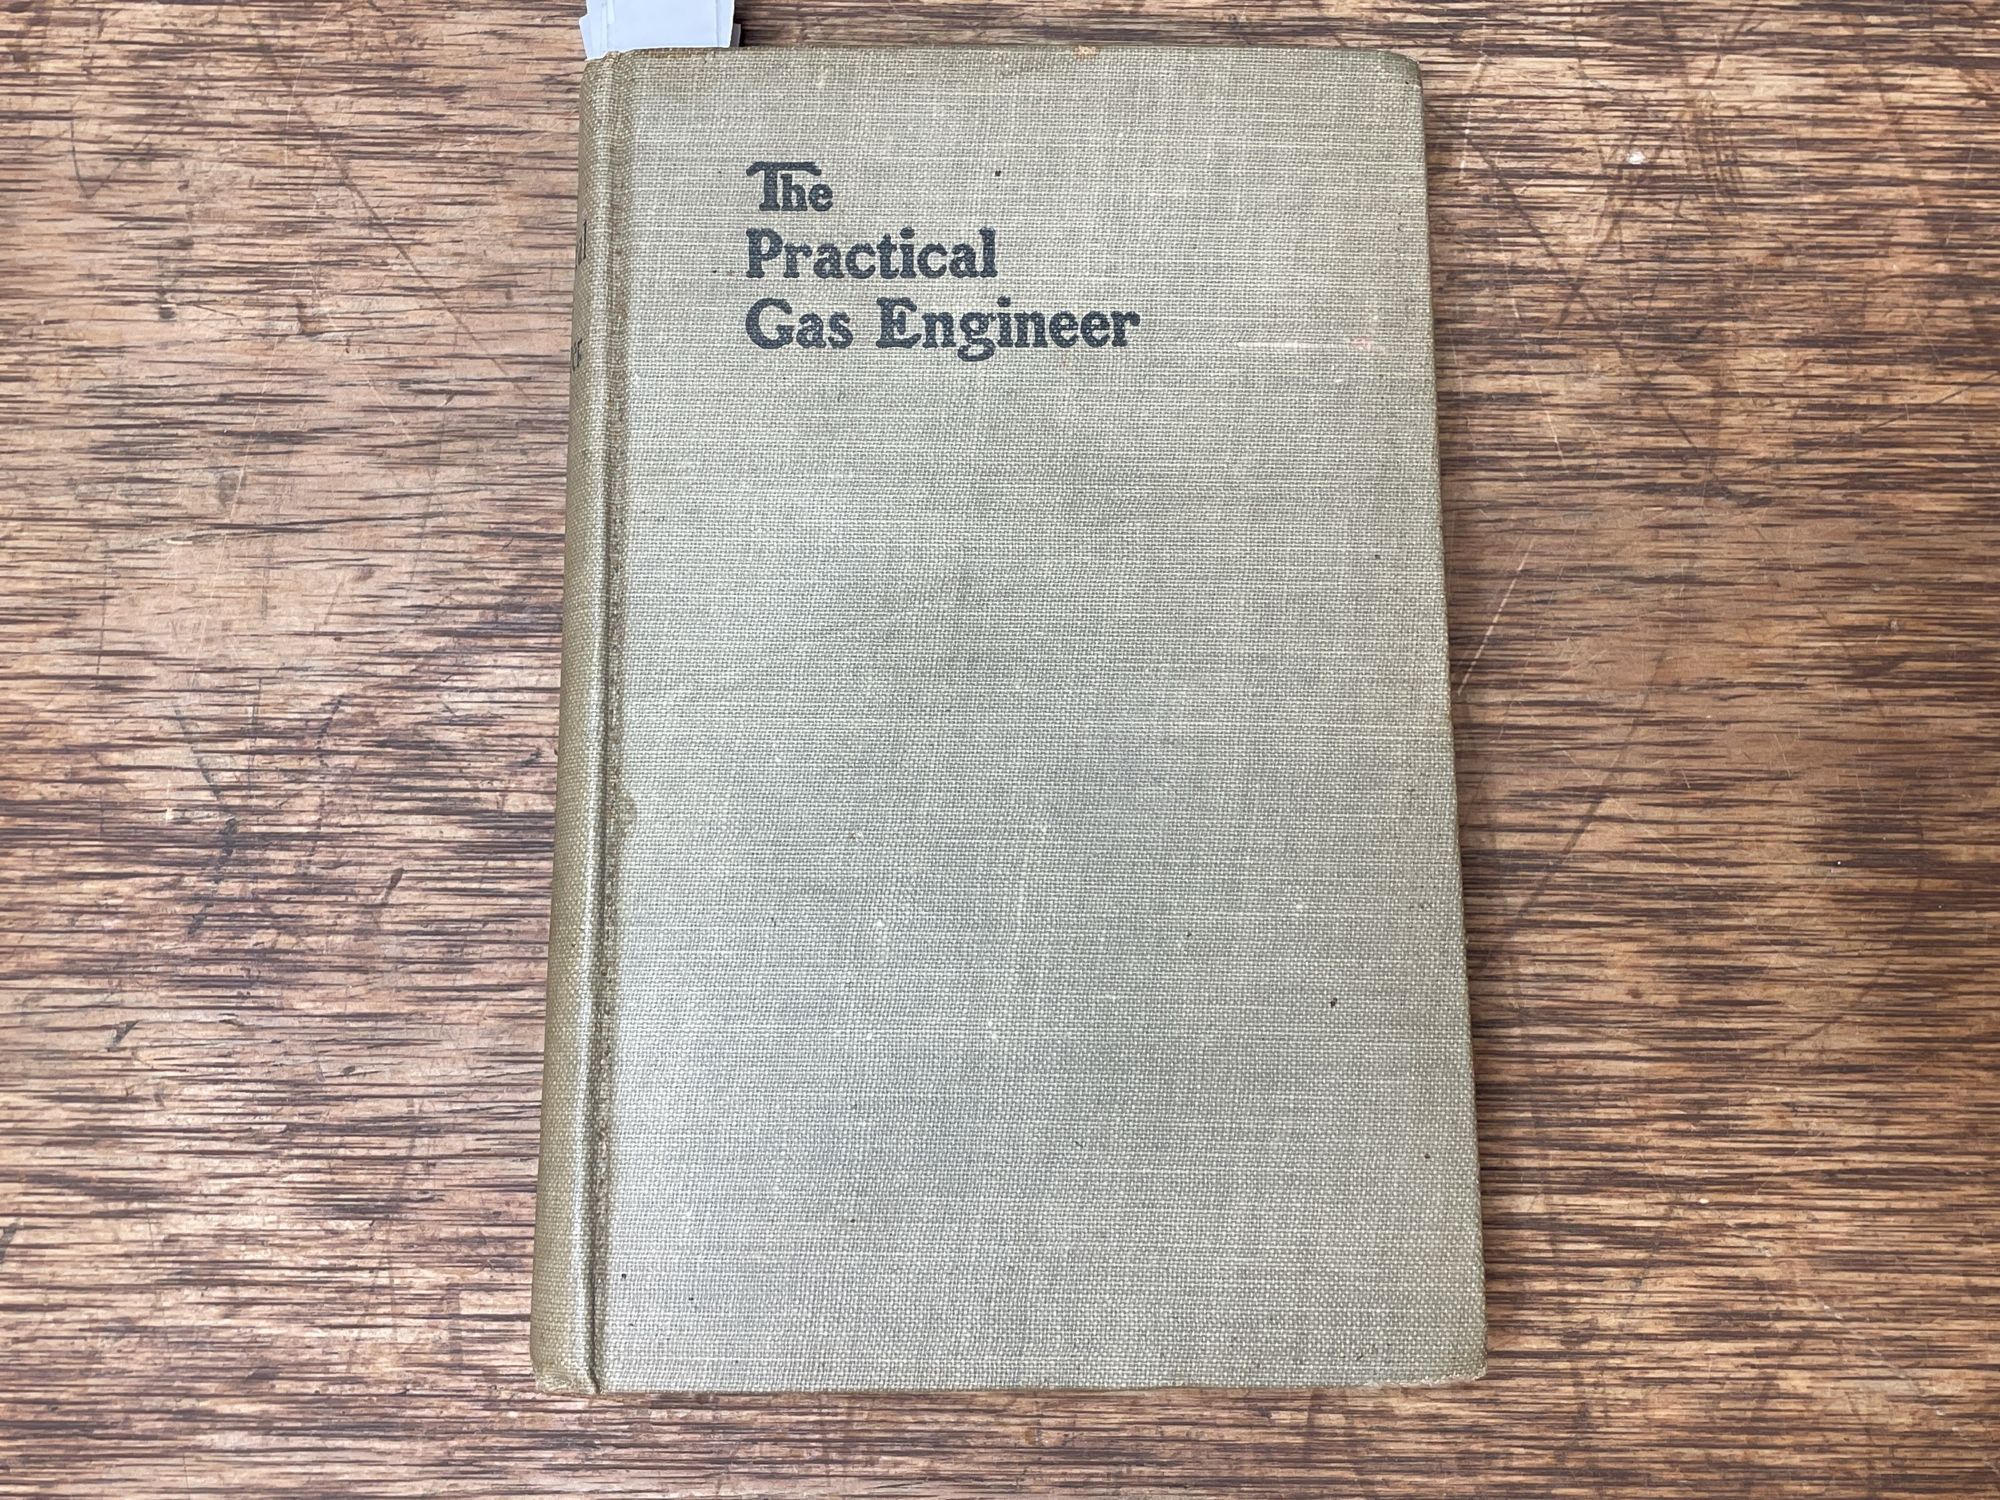 The
Practical
Gas Engineer